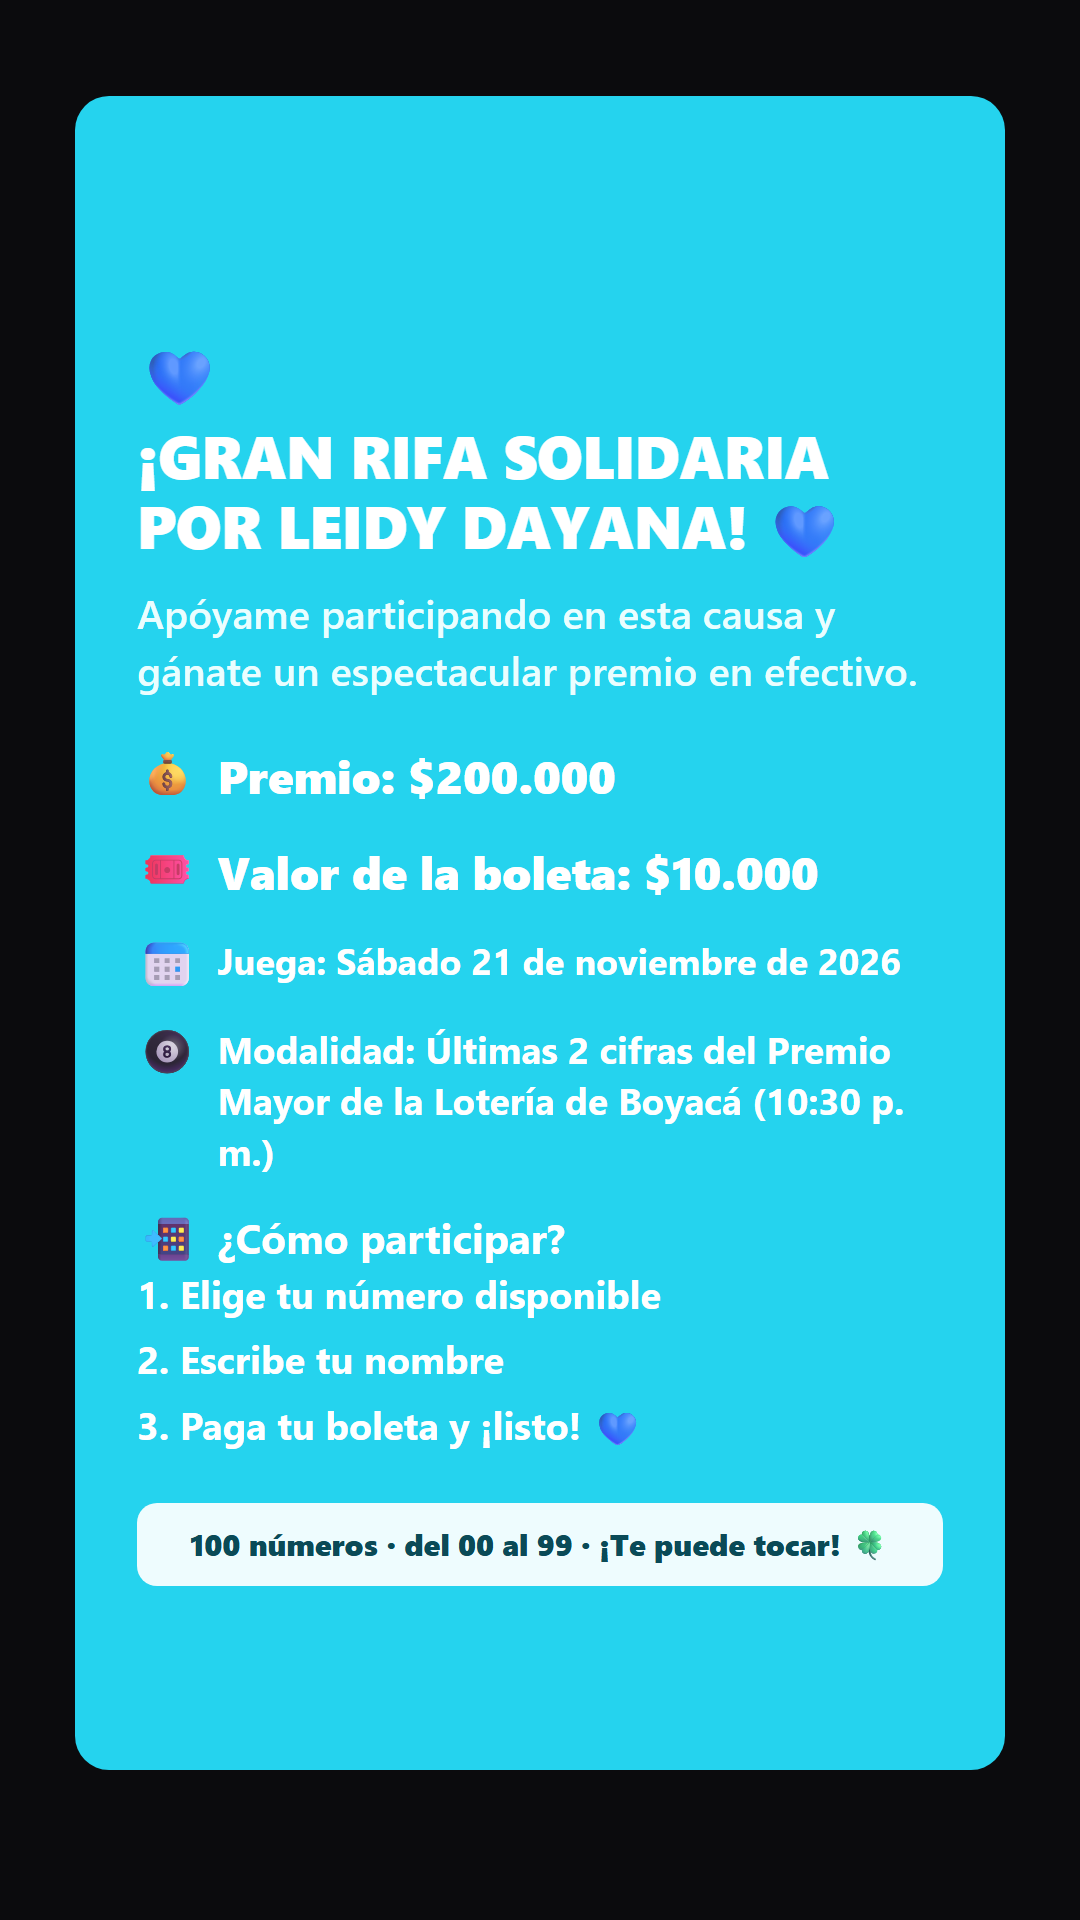 💙
¡GRAN RIFA SOLIDARIA
POR LEIDY DAYANA! 💙
Apóyame participando en esta causa y
gánate un espectacular premio en efectivo.
💰 Premio: $200.000
🎟️ Valor de la boleta: $10.000
📅 Juega: Sábado 21 de noviembre de 2026
🎱 Modalidad: Últimas 2 cifras del Premio
Mayor de la Lotería de Boyacá (10:30 p.
m.)
📲 ¿Cómo participar?
1. Elige tu número disponible
2. Escribe tu nombre
3. Paga tu boleta y ¡listo! 💙
100 números · del 00 al 99 · ¡Te puede tocar! 🍀